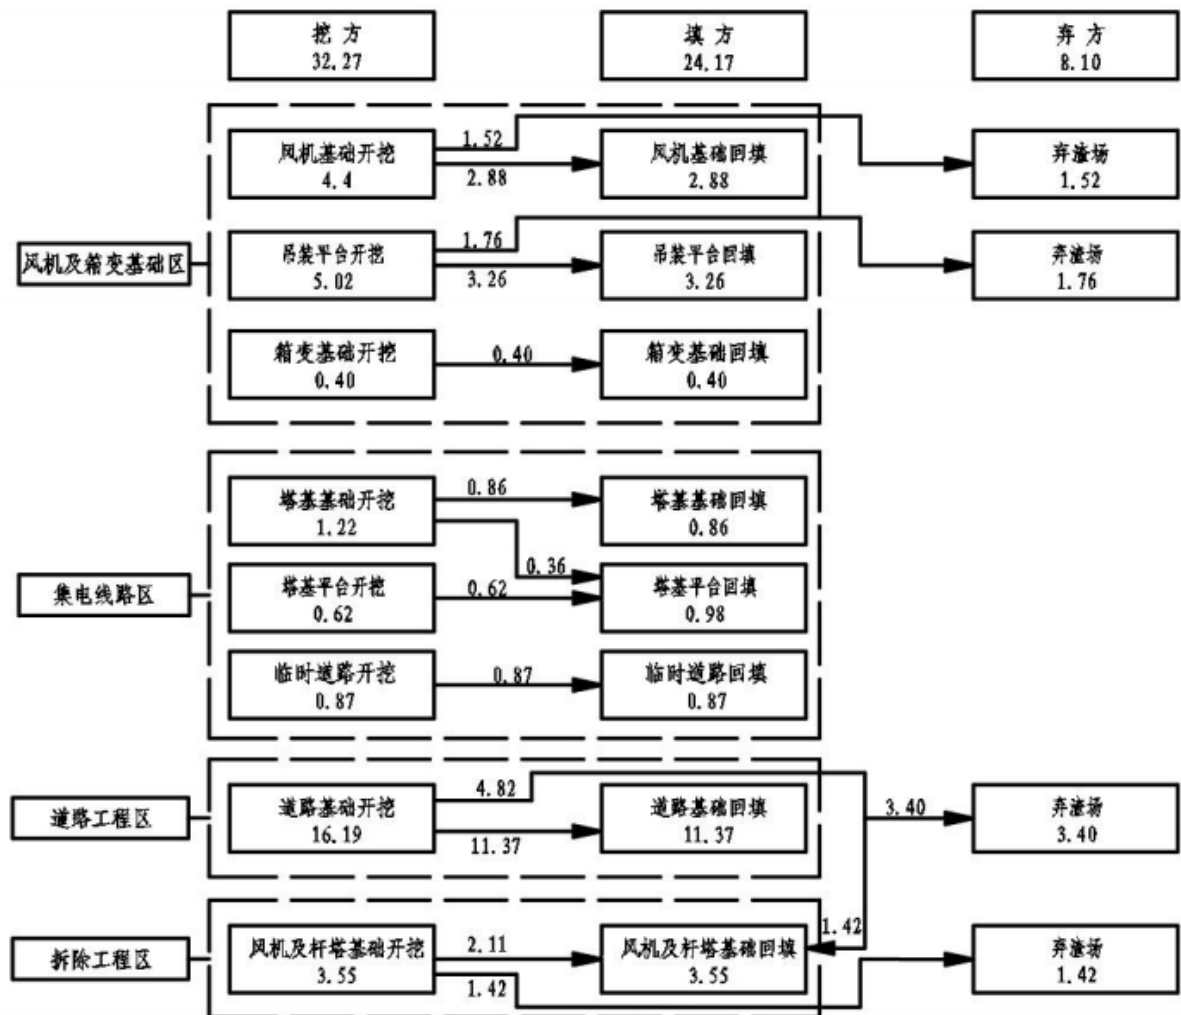 挖方
32.27
填方
24.17
弃方
8.10
风机及箱变基础区
风机基础开挖
4.4
1.52
2.88
风机基础回填
2.88
弃渣场
1.52
吊装平台开挖
5.02
1.76
3.26
吊装平台回填
3.26
弃渣场
1.76
箱变基础开挖
0.40
0.40
箱变基础回填
0.40
集电线路区
塔基基础开挖
1.22
0.86
0.36
塔基基础回填
0.86
塔基平台开挖
0.62
0.62
塔基平台回填
0.98
临时道路开挖
0.87
0.87
临时道路回填
0.87
道路工程区
道路基础开挖
16.19
4.82
11.37
道路基础回填
11.37
3.40
弃渣场
3.40
拆除工程区
风机及杆塔基础开挖
3.55
2.11
1.42
风机及杆塔基础回填
3.55
1.42
弃渣场
1.42